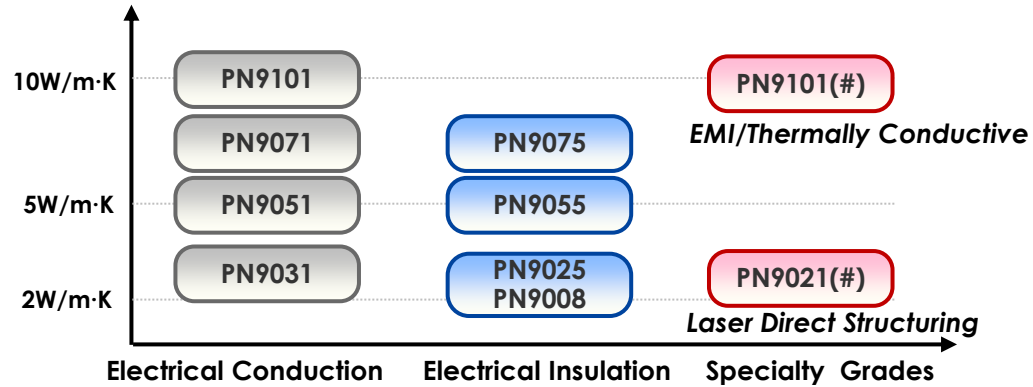 10W/m·K
PN9101
PN9101(#)
EMI/Thermally Conductive
PN9071
PN9075
5W/m·K
PN9051
PN9055
PN9031
PN9025
PN9008
PN9021(#)
2W/m·K
Laser Direct Structuring
Electrical Conduction
Electrical Insulation
Specialty Grades